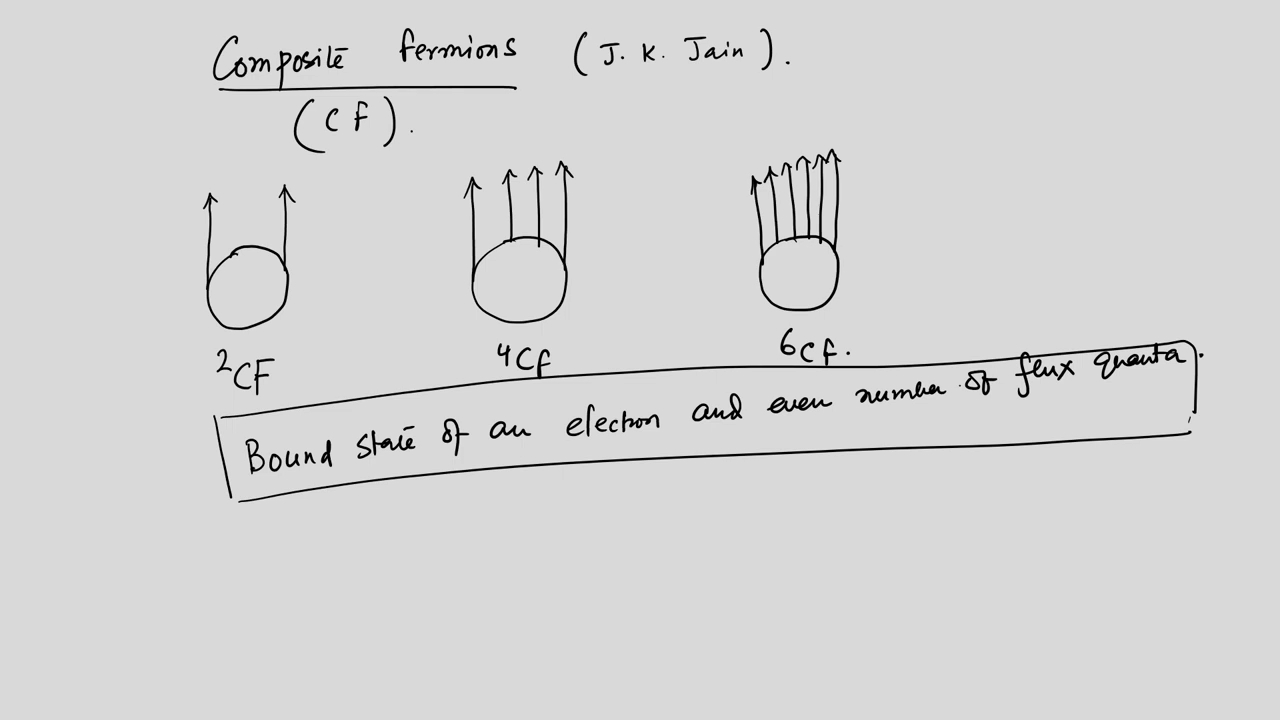 Composite fermions (J. K. Jain).
(CF).
²CF ⁴CF ⁶CF.
Bound state of an electron and even number of flux quanta.